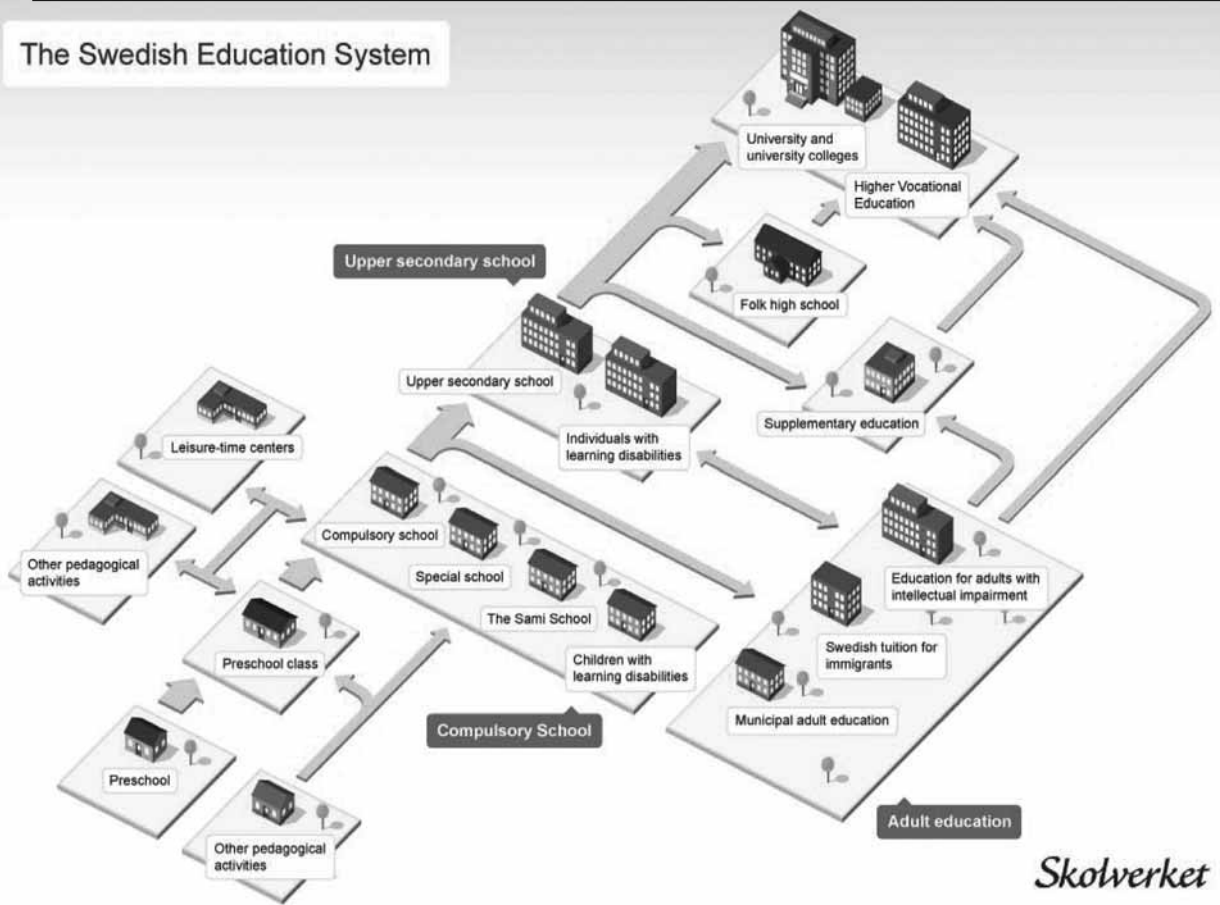 The Swedish Education System
University and
university colleges
Higher Vocational
Education
Upper secondary school
Folk high school
Upper secondary school
Supplementary education
Individuals with
learning disabilities
Leisure-time centers
Compulsory school
Other pedagogical
activities
Special school
Education for adults with
intellectual impairment
The Sami School
Swedish tuition for
immigrants
Preschool class
Children with
learning disabilities
Municipal adult education
Compulsory School
Preschool
Adult education
Other pedagogical
activities
Skolverket